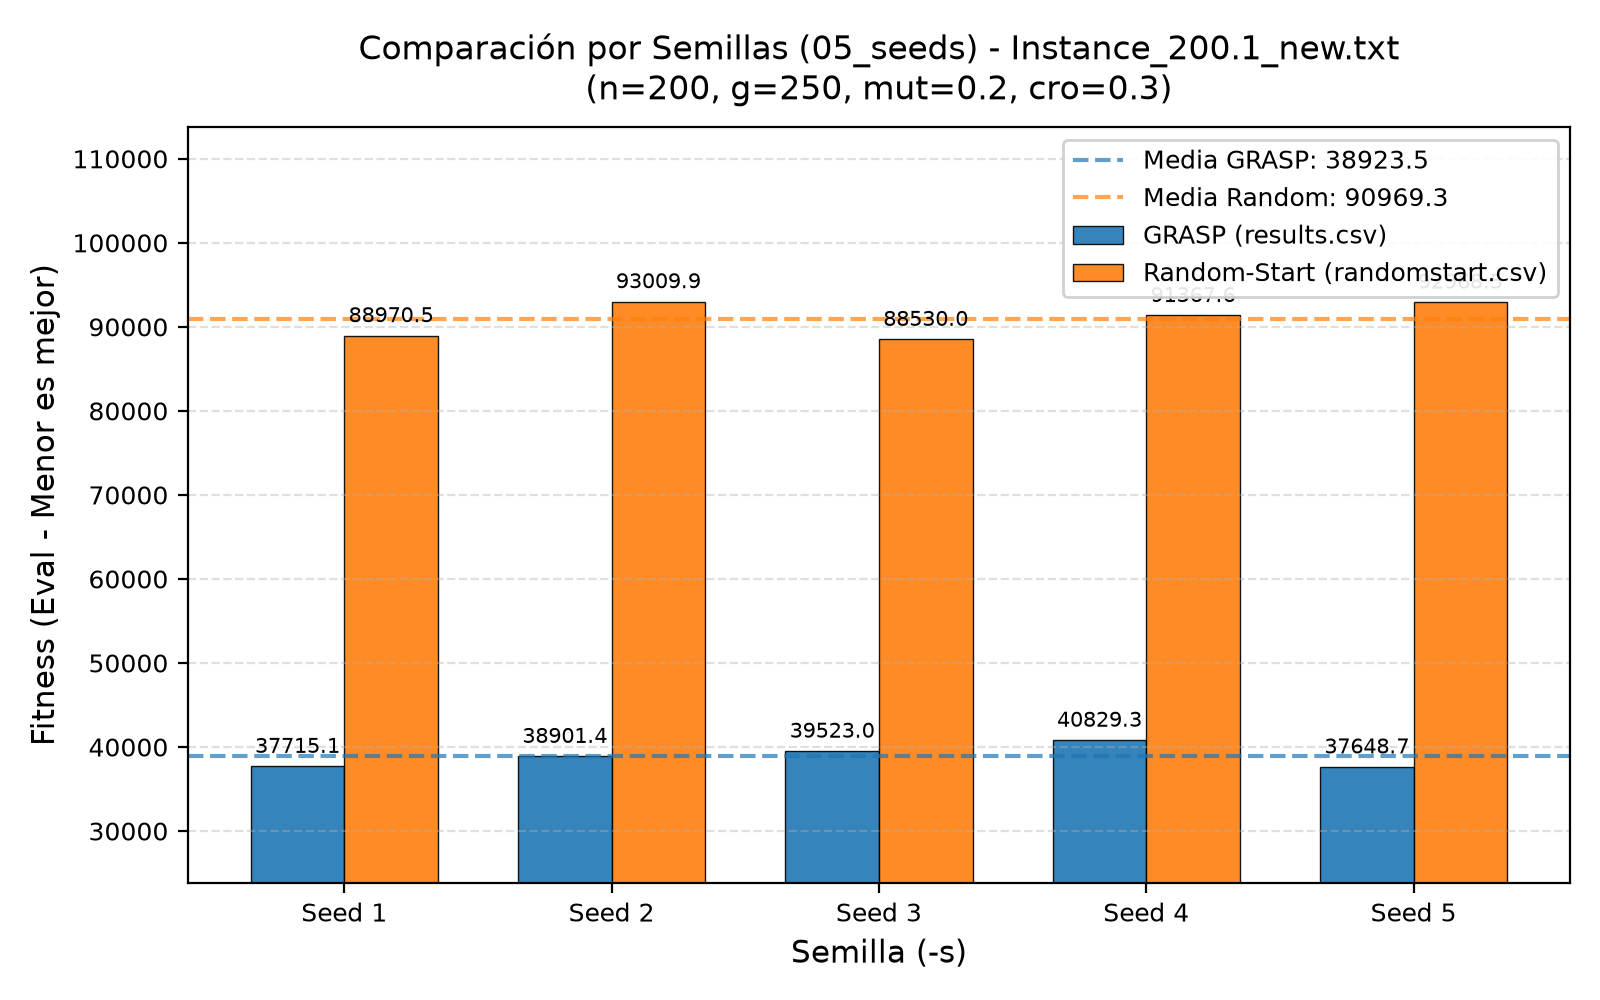 Comparación por Semillas (05_seeds) - Instance_200.1_new.txt
(n=200, g=250, mut=0.2, cro=0.3)
Fitness (Eval - Menor es mejor)
110000
100000
90000
80000
70000
60000
50000
40000
30000
Media GRASP: 38923.5
Media Random: 90969.3
GRASP (results.csv)
Random-Start (randomstart.csv)
37715.1
88970.5
38901.4
93009.9
39523.0
88530.0
40829.3
91367.6
37648.7
Seed 1
Seed 2
Seed 3
Seed 4
Seed 5
Semilla (-s)